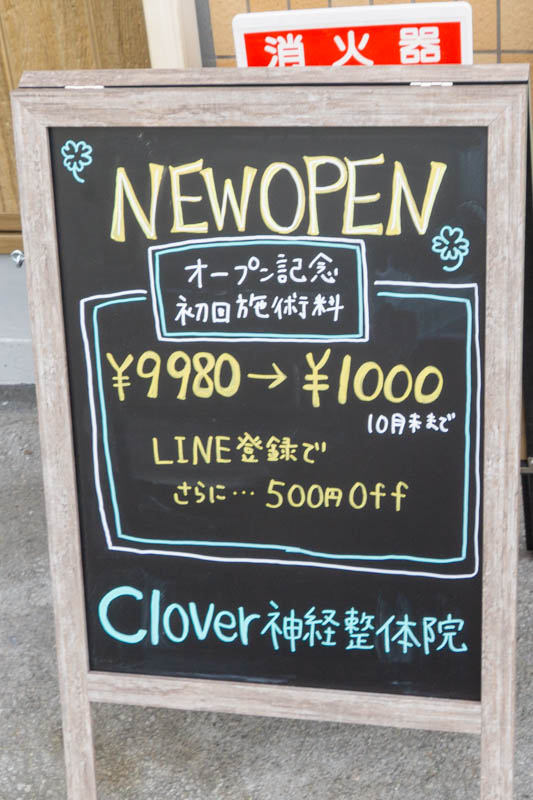 消火器
NEW OPEN
オープン記念
初回施術料
¥9980→¥1000
10月末まで
LINE登録で
さらに…500円Off
Clover神経整体院